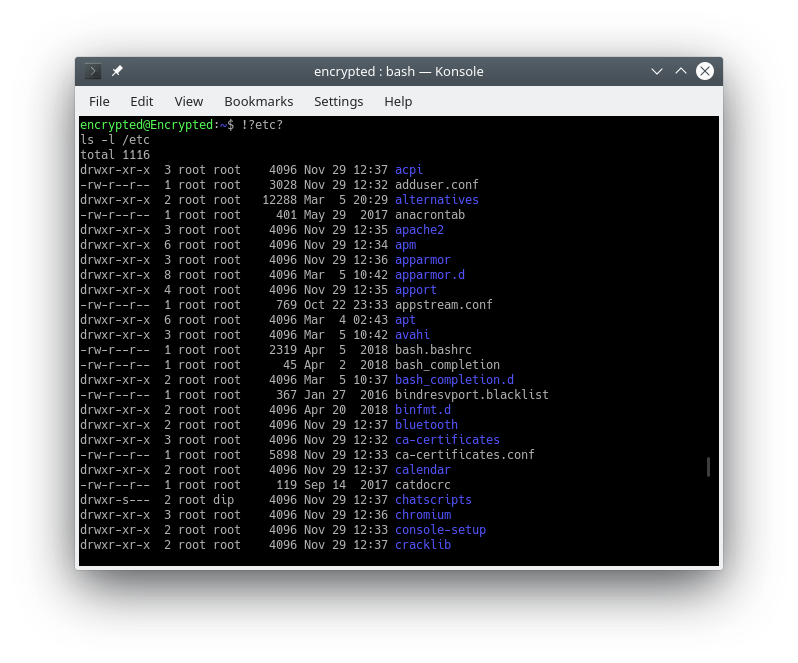 encrypted : bash — Konsole
File Edit View Bookmarks Settings Help
encrypted@Encrypted:~$ !?etc?
ls -l /etc
total 1116
drwxr-xr-x  3 root root    4096 Nov 29 12:37 acpi
-rw-r--r--  1 root root    3028 Nov 29 12:32 adduser.conf
drwxr-xr-x  2 root root   12288 Mar  5 20:29 alternatives
-rw-r--r--  1 root root     401 May 29  2017 anacrontab
drwxr-xr-x  3 root root    4096 Nov 29 12:35 apache2
drwxr-xr-x  6 root root    4096 Nov 29 12:34 apm
drwxr-xr-x  3 root root    4096 Nov 29 12:36 apparmor
drwxr-xr-x  8 root root    4096 Mar  5 10:42 apparmor.d
drwxr-xr-x  4 root root    4096 Nov 29 12:35 apport
-rw-r--r--  1 root root     769 Oct 22 23:33 appstream.conf
drwxr-xr-x  6 root root    4096 Mar  4 02:43 apt
drwxr-xr-x  3 root root    4096 Mar  5 10:42 avahi
-rw-r--r--  1 root root    2319 Apr  5  2018 bash.bashrc
-rw-r--r--  1 root root      45 Apr  2  2018 bash_completion
drwxr-xr-x  2 root root    4096 Mar  5 10:37 bash_completion.d
-rw-r--r--  1 root root     367 Jan 27  2016 bindresvport.blacklist
drwxr-xr-x  2 root root    4096 Apr 20  2018 binfmt.d
drwxr-xr-x  2 root root    4096 Nov 29 12:37 bluetooth
drwxr-xr-x  3 root root    4096 Nov 29 12:32 ca-certificates
-rw-r--r--  1 root root    5898 Nov 29 12:33 ca-certificates.conf
drwxr-xr-x  2 root root    4096 Nov 29 12:37 calendar
-rw-r--r--  1 root root     119 Sep 14  2017 catdocrc
drwxr-s---  2 root dip     4096 Nov 29 12:37 chatscripts
drwxr-xr-x  3 root root    4096 Nov 29 12:36 chromium
drwxr-xr-x  2 root root    4096 Nov 29 12:33 console-setup
drwxr-xr-x  2 root root    4096 Nov 29 12:37 cracklib